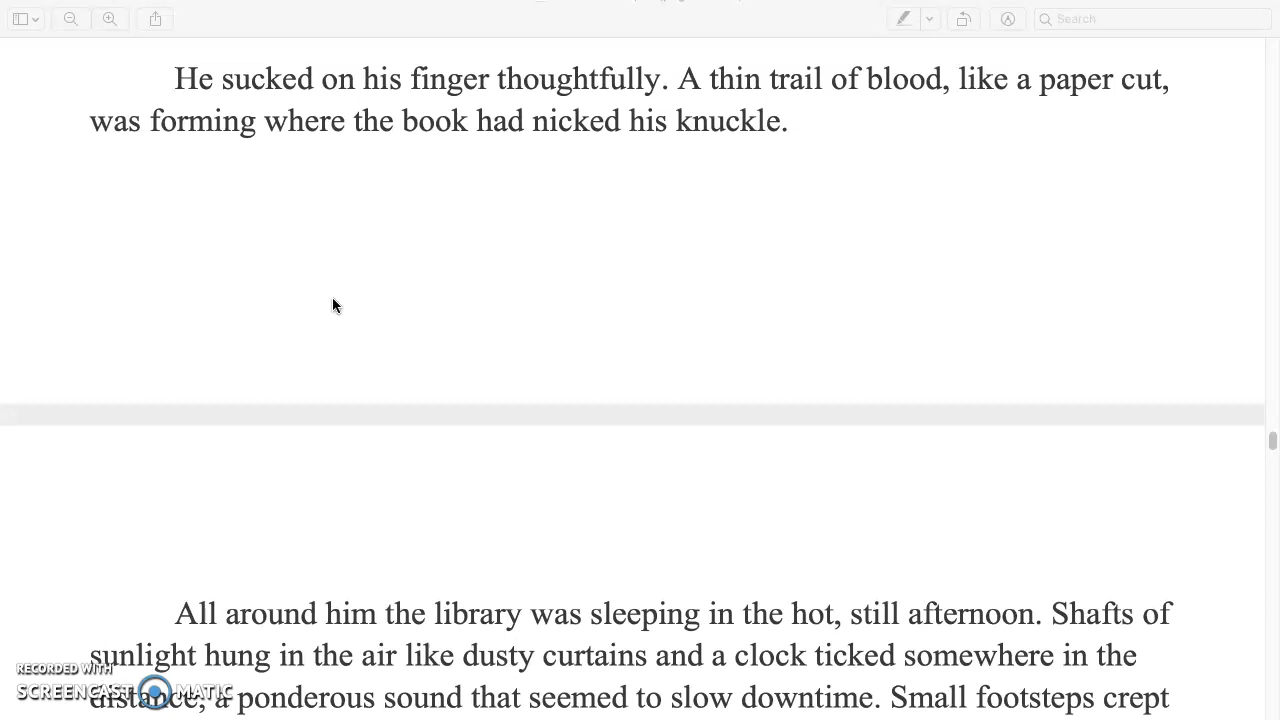 Search
He sucked on his finger thoughtfully. A thin trail of blood, like a paper cut,
was forming where the book had nicked his knuckle.
All around him the library was sleeping in the hot, still afternoon. Shafts of
sunlight hung in the air like dusty curtains and a clock ticked somewhere in the
distance, a ponderous sound that seemed to slow downtime. Small footsteps crept
RECORDED WITH
SCREENCAST MATIC